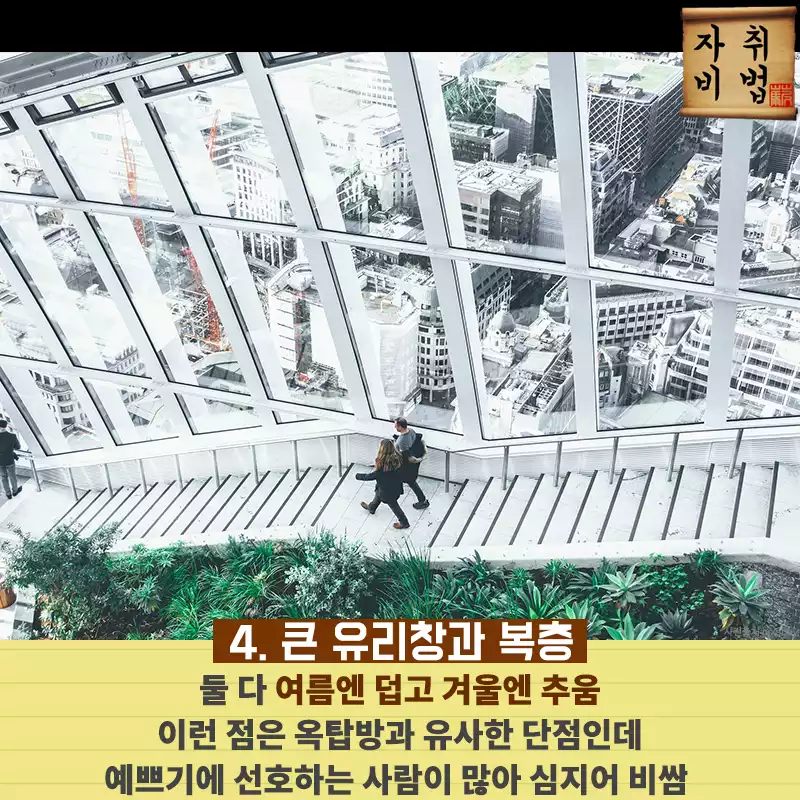 자취
비법
4. 큰 유리창과 복층
둘 다 여름엔 덥고 겨울엔 추움
이런 점은 옥탑방과 유사한 단점인데
예쁘기에 선호하는 사람이 많아 심지어 비쌈